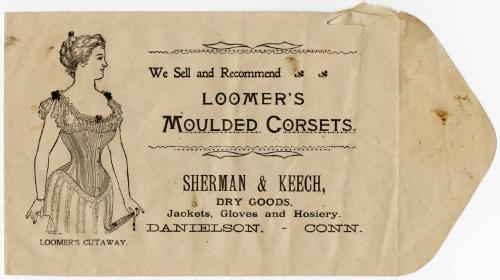 We Sell and Recommend
LOOMER'S
MOULDED CORSETS.
SHERMAN & KEECH,
DRY GOODS,
Jackets, Gloves and Hosiery.
DANIELSON, - CONN.
LOOMER'S CUTAWAY.